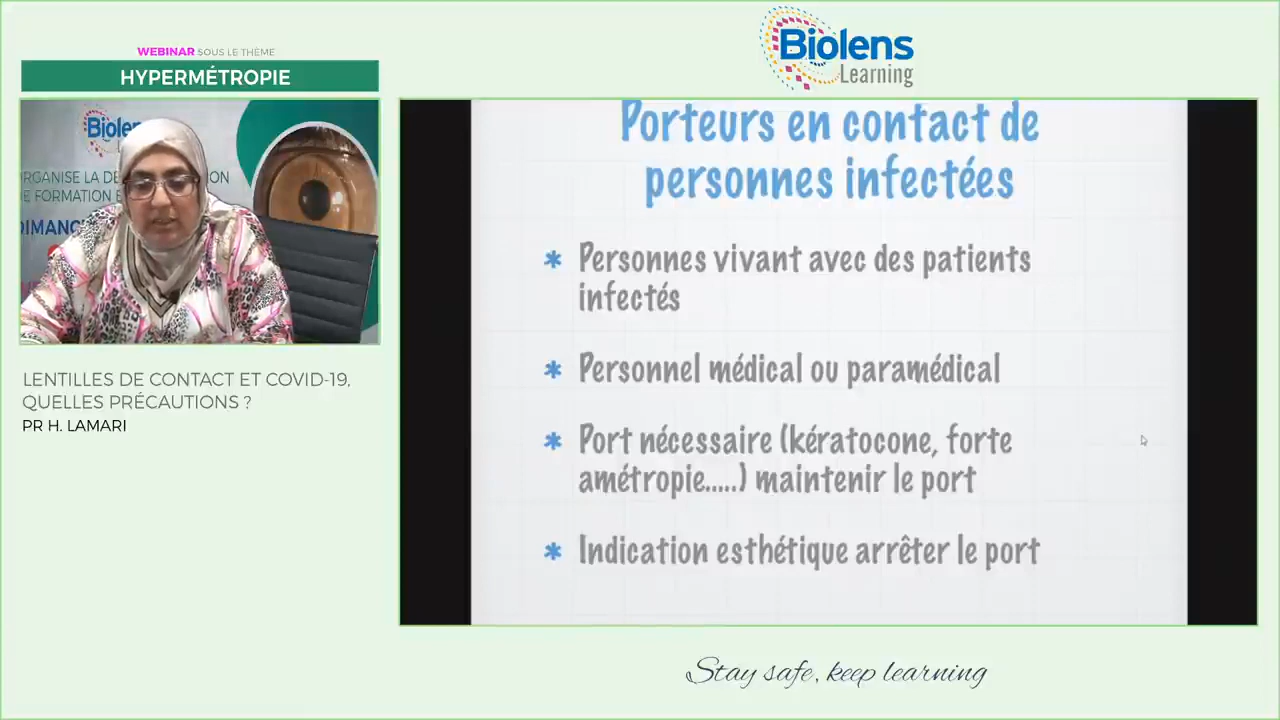 WEBINAR SOUS LE THÈME
HYPERMÉTROPIE
Biolens
Learning
LENTILLES DE CONTACT ET COVID-19,
QUELLES PRÉCAUTIONS ?
PR H. LAMARI
Porteurs en contact de
personnes infectées
* Personnes vivant avec des patients
infectés
* Personnel médical ou paramédical
* Port nécessaire (kératocone, forte
amétropie.....) maintenir le port
* Indication esthétique arrêter le port
Stay safe, keep learning